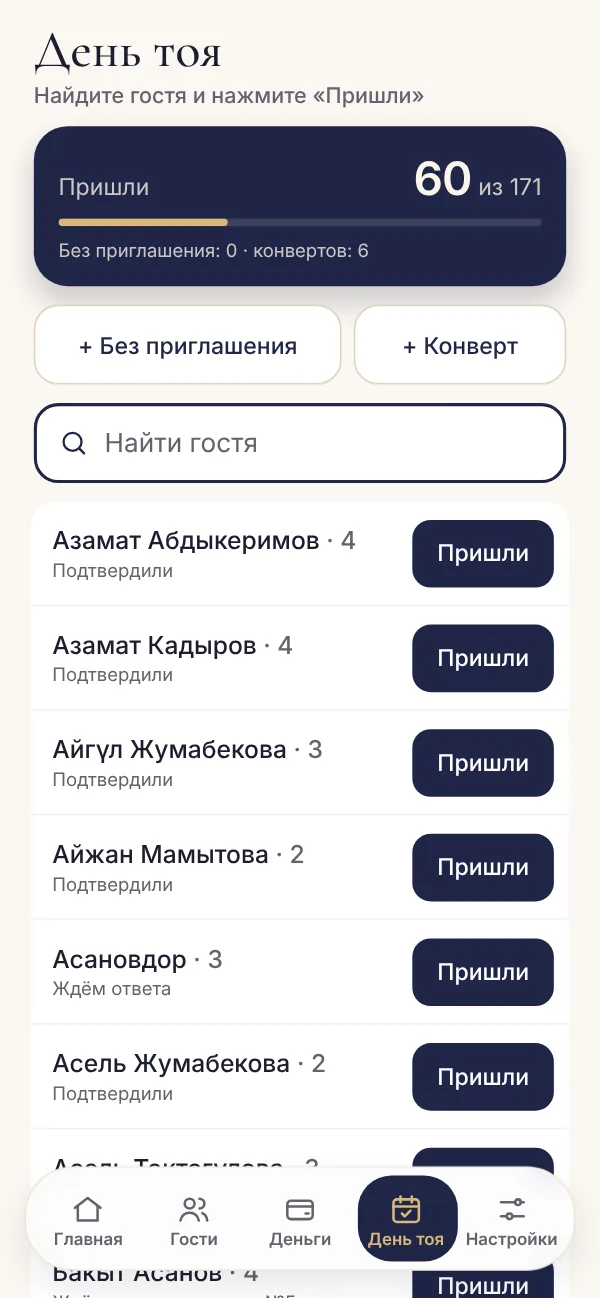 День тоя
Найдите гостя и нажмите «Пришли»
Пришли
60 из 171
Без приглашения: 0 · конвертов: 6
+ Без приглашения
+ Конверт
Найти гостя
Азамат Абдыкеримов · 4
Подтвердили
Пришли
Азамат Кадыров · 4
Подтвердили
Пришли
Айгүл Жумабекова · 3
Подтвердили
Пришли
Айжан Мамытова · 2
Подтвердили
Пришли
Асановдор · 3
Ждём ответа
Пришли
Асель Жумабекова · 2
Подтвердили
Пришли
Асель
Главная
Гости
Деньги
День тоя
Настройки
Бакыт Асанов · 4
Пришли